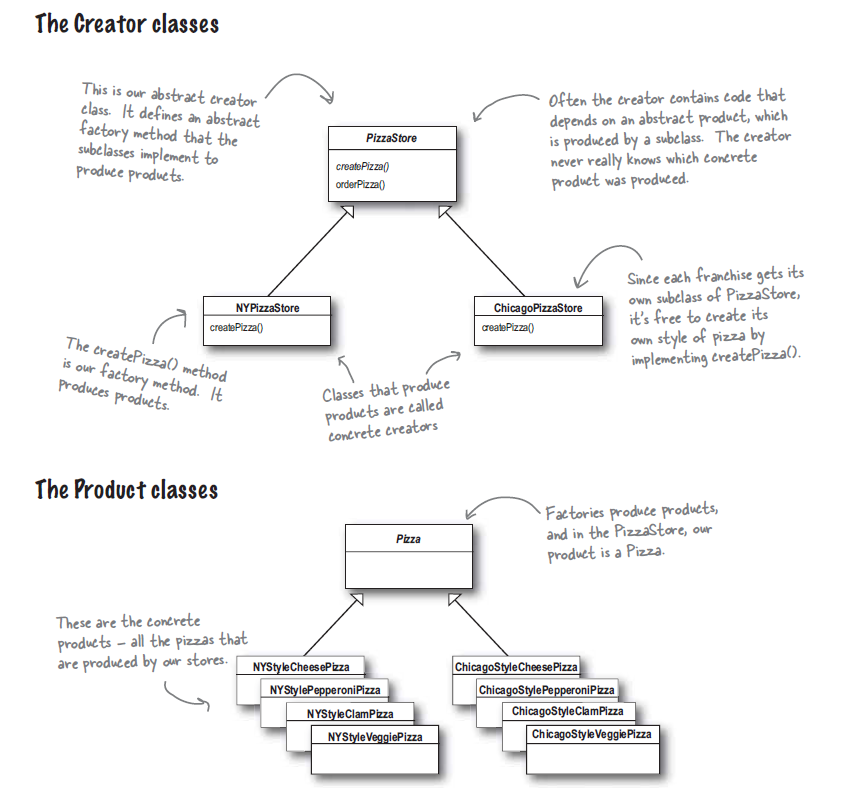 The Creator classes
This is our abstract creator
class. It defines an abstract
factory method that the
subclasses implement to
produce products.
PizzaStore
createPizza()
orderPizza()
Often the creator contains code that
depends on an abstract product, which
is produced by a subclass. The creator
never really knows which concrete
product was produced.
NYPizzaStore
createPizza()
ChicagoPizzaStore
createPizza()
Since each franchise gets its
own subclass of PizzaStore,
it's free to create its
own style of pizza by
implementing createPizza().
The createPizza() method
is our factory method. It
produces products.
Classes that produce
products are called
concrete creators
The Product classes
Pizza
Factories produce products,
and in the PizzaStore, our
product is a Pizza.
These are the concrete
products – all the pizzas that
are produced by our stores.
NYStyleCheesePizza
NYStylePepperoniPizza
NYStyleClamPizza
NYStyleVeggiePizza
ChicagoStyleCheesePizza
ChicagoStylePepperoniPizza
ChicagoStyleClamPizza
ChicagoStyleVeggiePizza